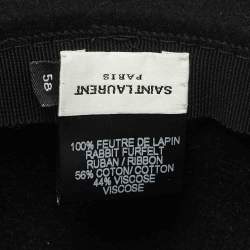 58
SAINT LAURENT
PARIS
100% FEUTRE DE LAPIN
RABBIT FURFELT
RUBAN / RIBBON
56% COTON/ COTTON
44% VISCOSE
VISCOSE